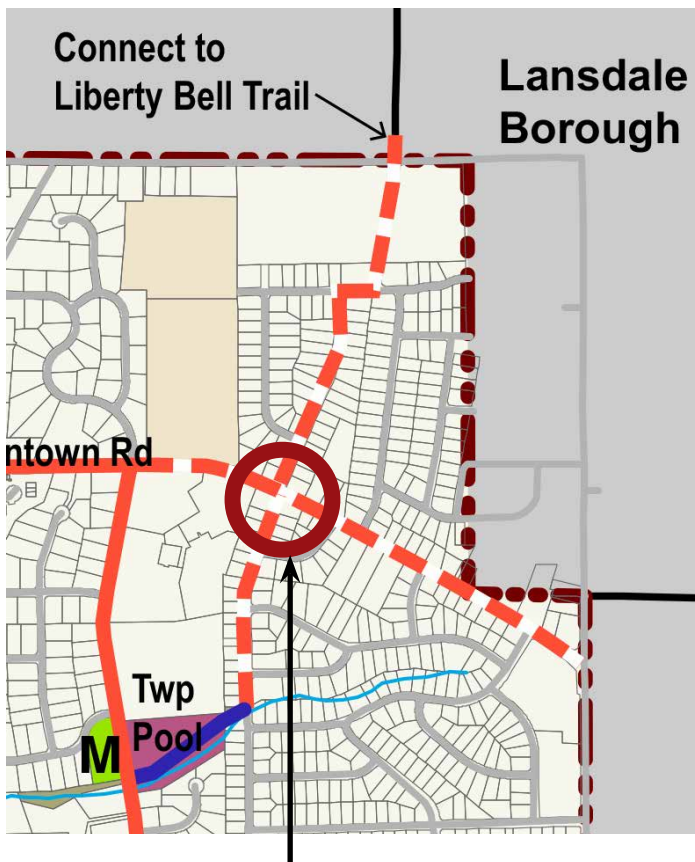 Connect to
Liberty Bell Trail
Lansdale
Borough
ntown Rd
Twp
Pool
M